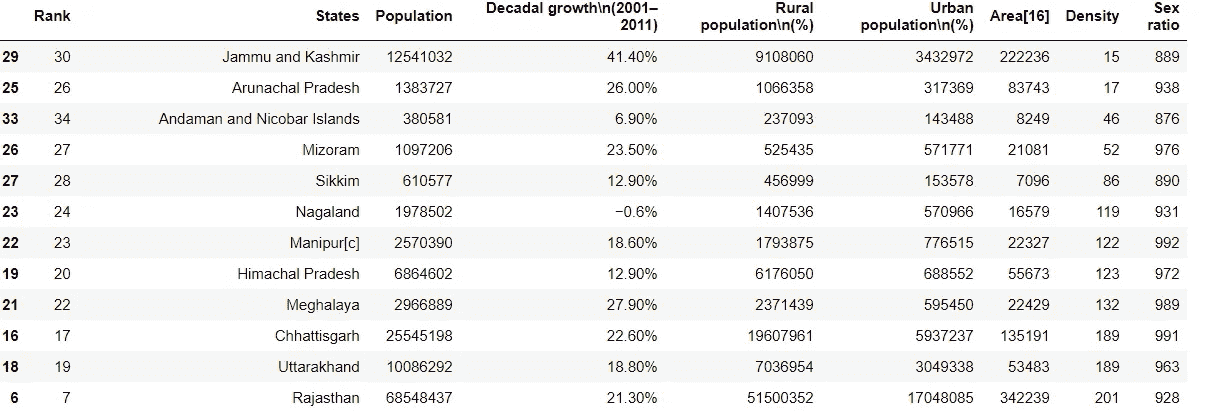 Rank States Population Decadal growth\n(2001–2011) Rural population\n(%) Urban population\n(%) Area[16] Density Sex ratio
29 30 Jammu and Kashmir 12541032 41.40% 9108060 3432972 222236 15 889
25 26 Arunachal Pradesh 1383727 26.00% 1066358 317369 83743 17 938
33 34 Andaman and Nicobar Islands 380581 6.90% 237093 143488 8249 46 876
26 27 Mizoram 1097206 23.50% 525435 571771 21081 52 976
27 28 Sikkim 610577 12.90% 456999 153578 7096 86 890
23 24 Nagaland 1978502 −0.6% 1407536 570966 16579 119 931
22 23 Manipur[c] 2570390 18.60% 1793875 776515 22327 122 992
19 20 Himachal Pradesh 6864602 12.90% 6176050 688552 55673 123 972
21 22 Meghalaya 2966889 27.90% 2371439 595450 22429 132 989
16 17 Chhattisgarh 25545198 22.60% 19607961 5937237 135191 189 991
18 19 Uttarakhand 10086292 18.80% 7036954 3049338 53483 189 963
6 7 Rajasthan 68548437 21.30% 51500352 17048085 342239 201 928